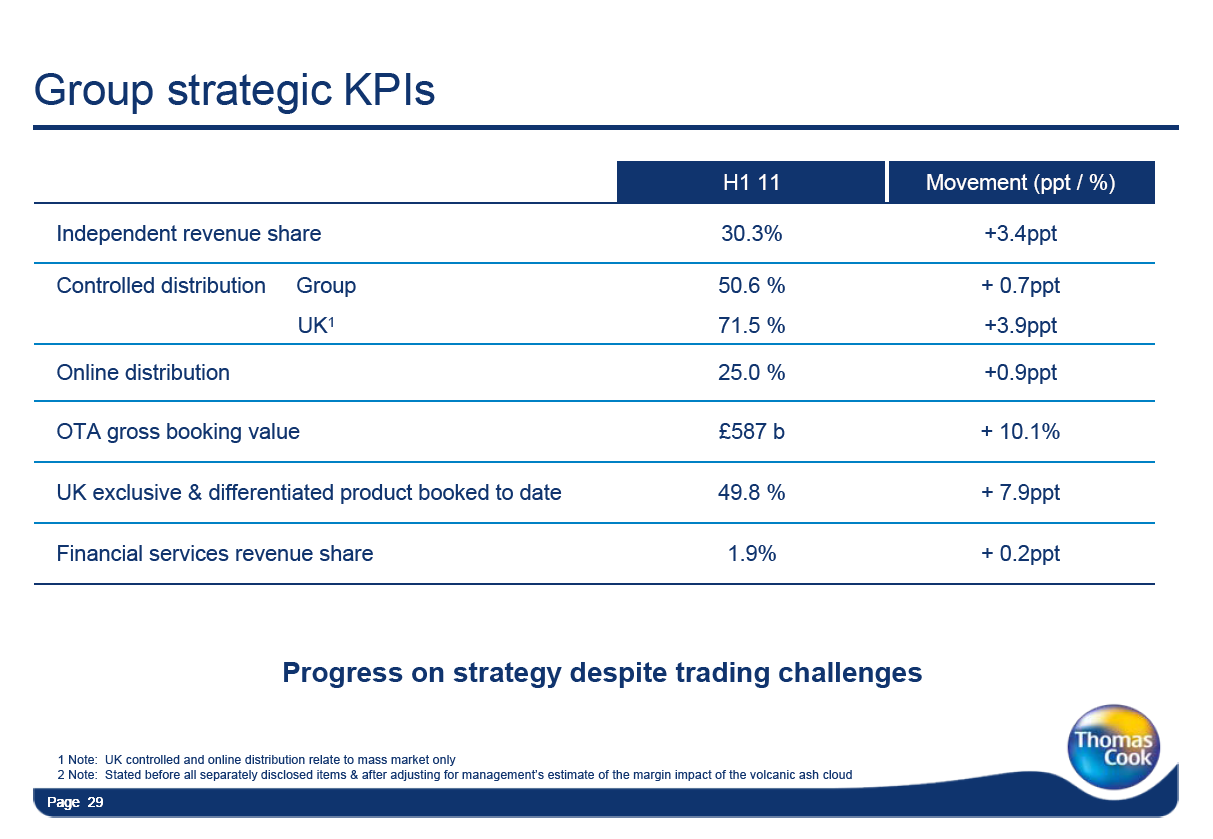 Group strategic KPIs
H1 11 Movement (ppt / %)
Independent revenue share 30.3% +3.4ppt
Controlled distribution Group 50.6 % + 0.7ppt
UK¹ 71.5 % +3.9ppt
Online distribution 25.0 % +0.9ppt
OTA gross booking value £587 b + 10.1%
UK exclusive & differentiated product booked to date 49.8 % + 7.9ppt
Financial services revenue share 1.9% + 0.2ppt
Progress on strategy despite trading challenges
1 Note: UK controlled and online distribution relate to mass market only
2 Note: Stated before all separately disclosed items & after adjusting for management's estimate of the margin impact of the volcanic ash cloud
Thomas
Cook
Page 29